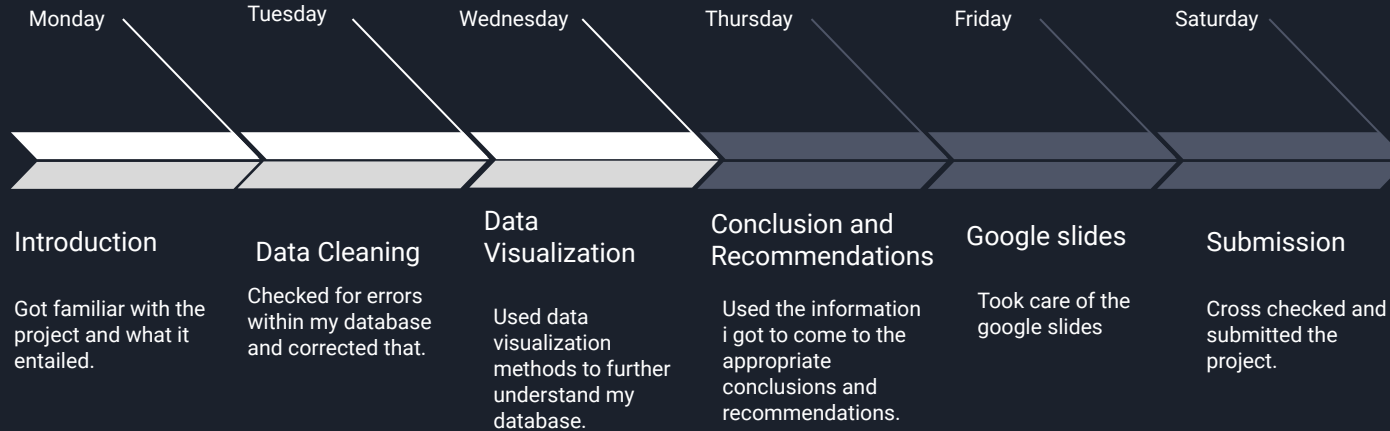 Monday
Tuesday
Wednesday
Thursday
Friday
Saturday
Introduction
Got familiar with the
project and what it
entailed.
Data Cleaning
Checked for errors
within my database
and corrected that.
Data
Visualization
Used data
visualization
methods to further
understand my
database.
Conclusion and
Recommendations
Used the information
i got to come to the
appropriate
conclusions and
recommendations.
Google slides
Took care of the
google slides
Submission
Cross checked and
submitted the
project.